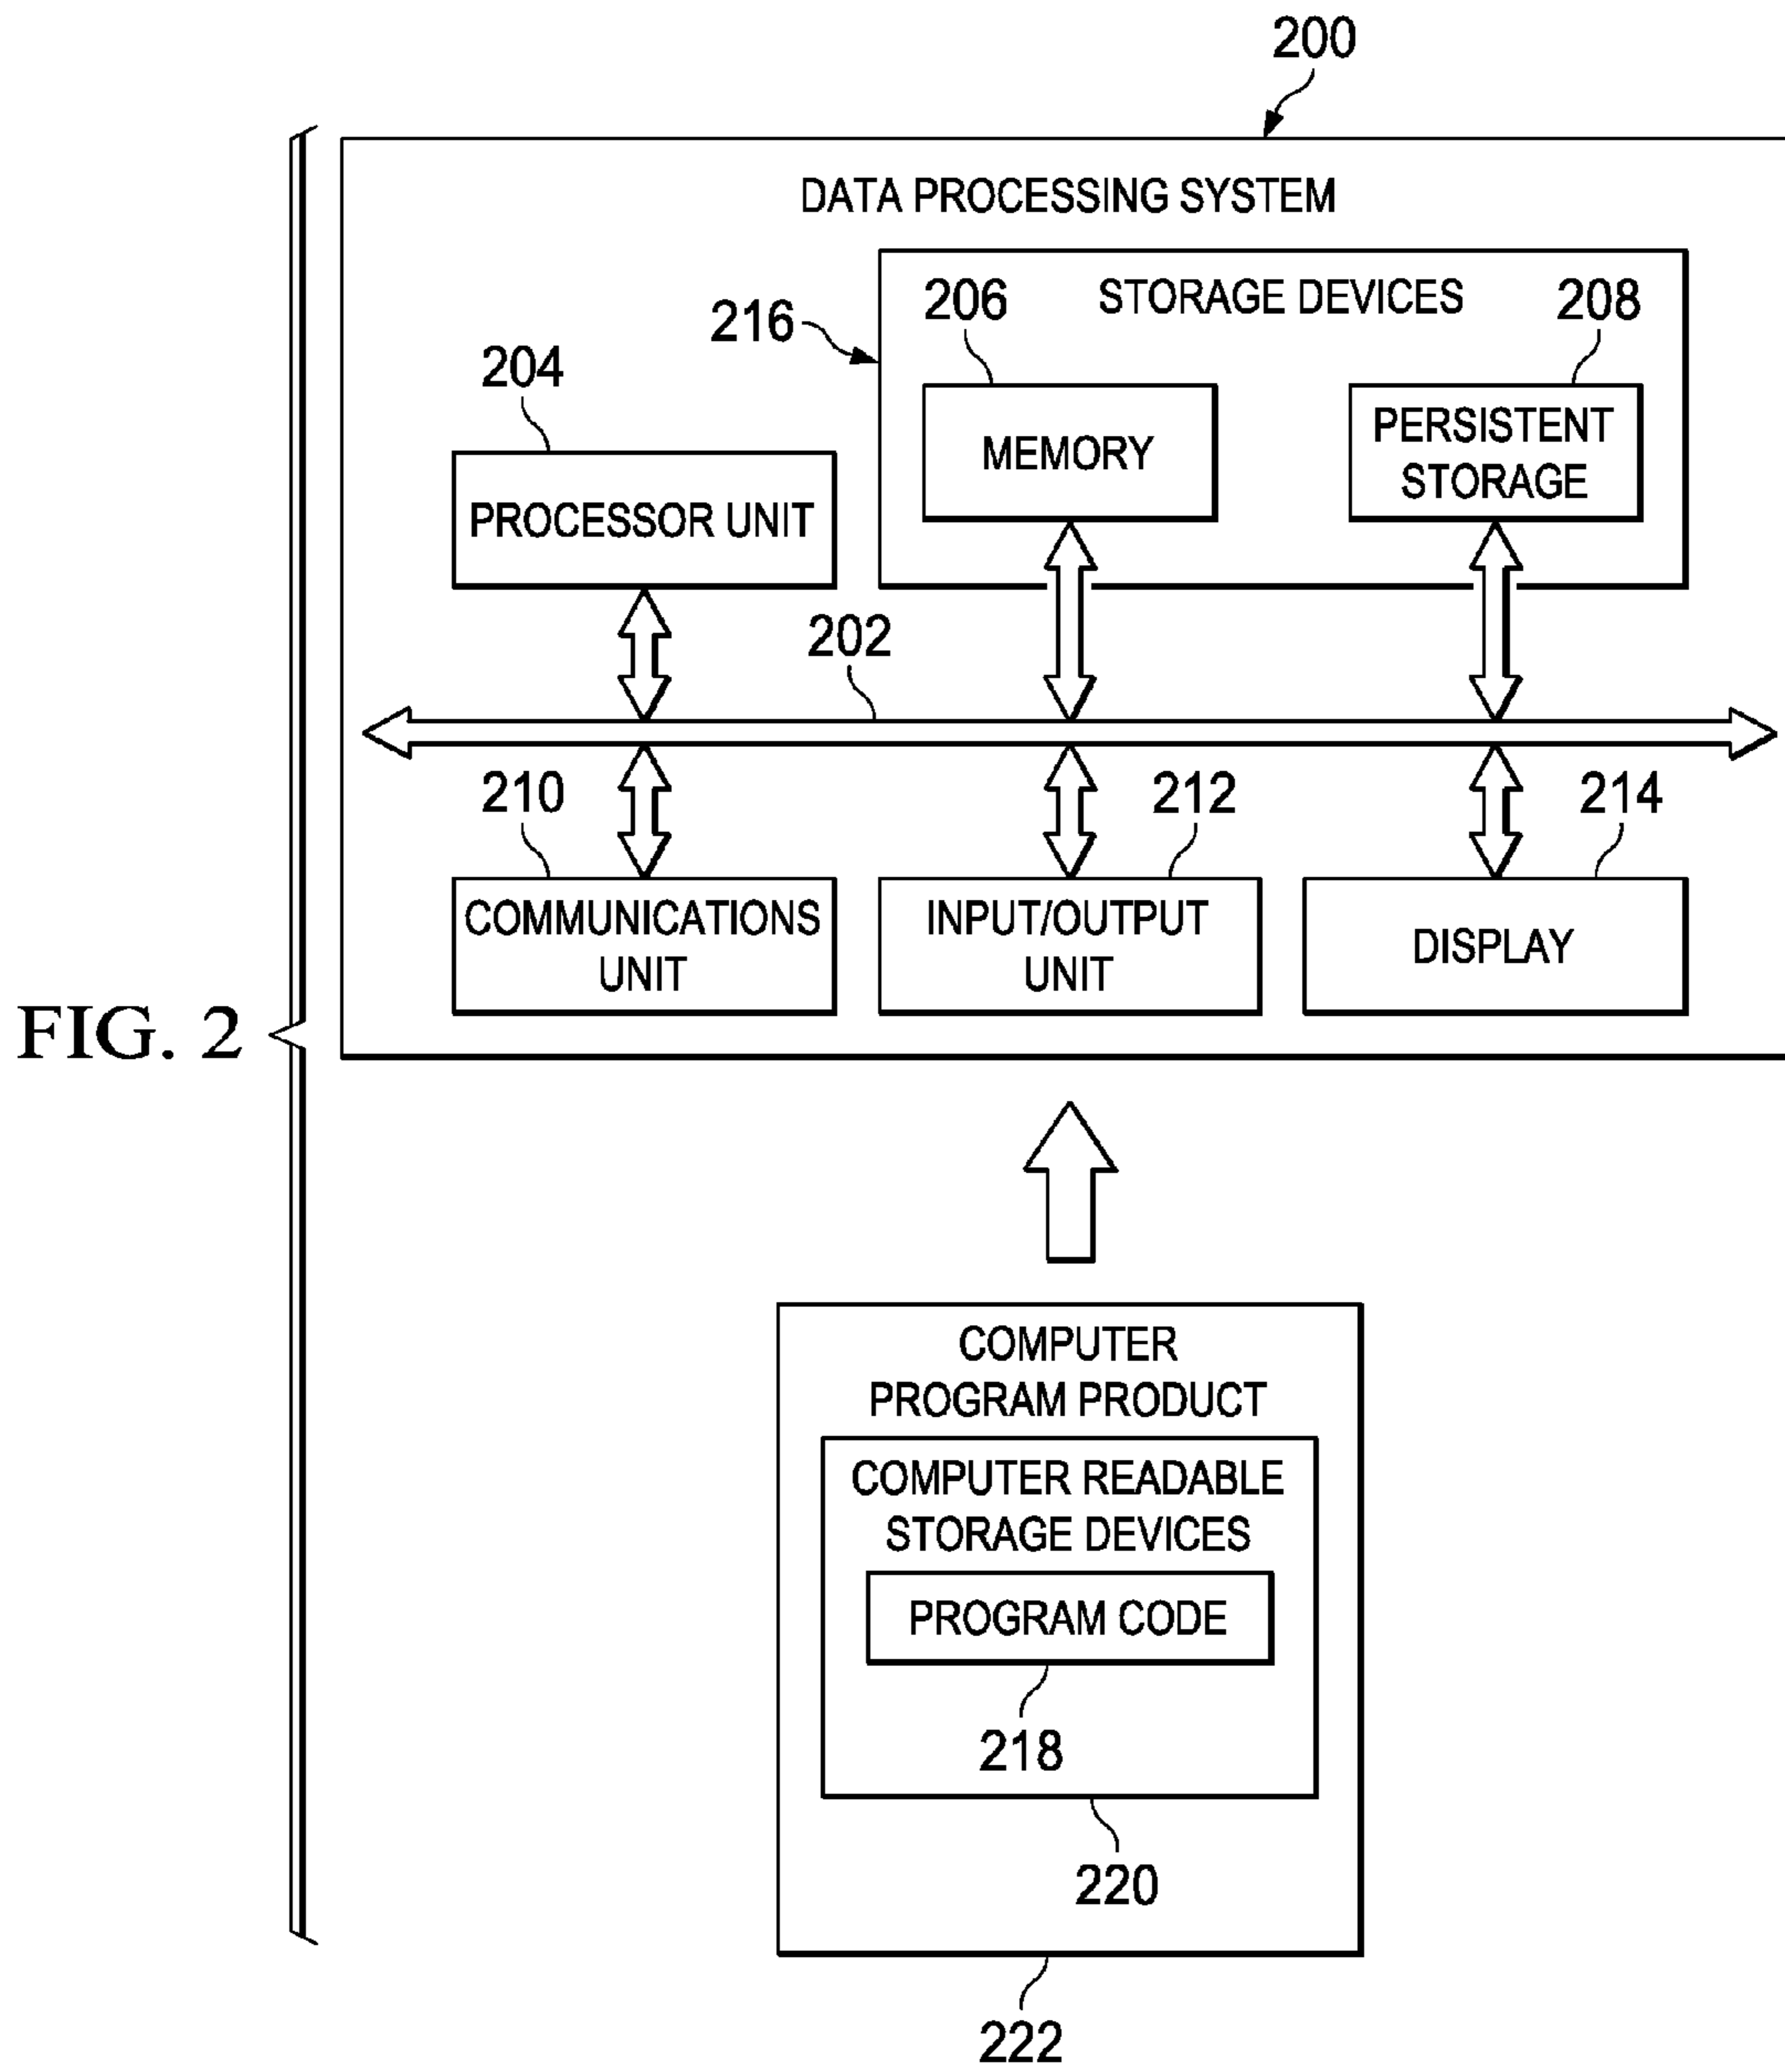 200
DATA PROCESSING SYSTEM
216
206
STORAGE DEVICES
208
204
MEMORY
PERSISTENT
STORAGE
PROCESSOR UNIT
202
210
212
214
COMMUNICATIONS
UNIT
INPUT/OUTPUT
UNIT
DISPLAY
FIG. 2
COMPUTER
PROGRAM PRODUCT
COMPUTER READABLE
STORAGE DEVICES
PROGRAM CODE
218
220
222